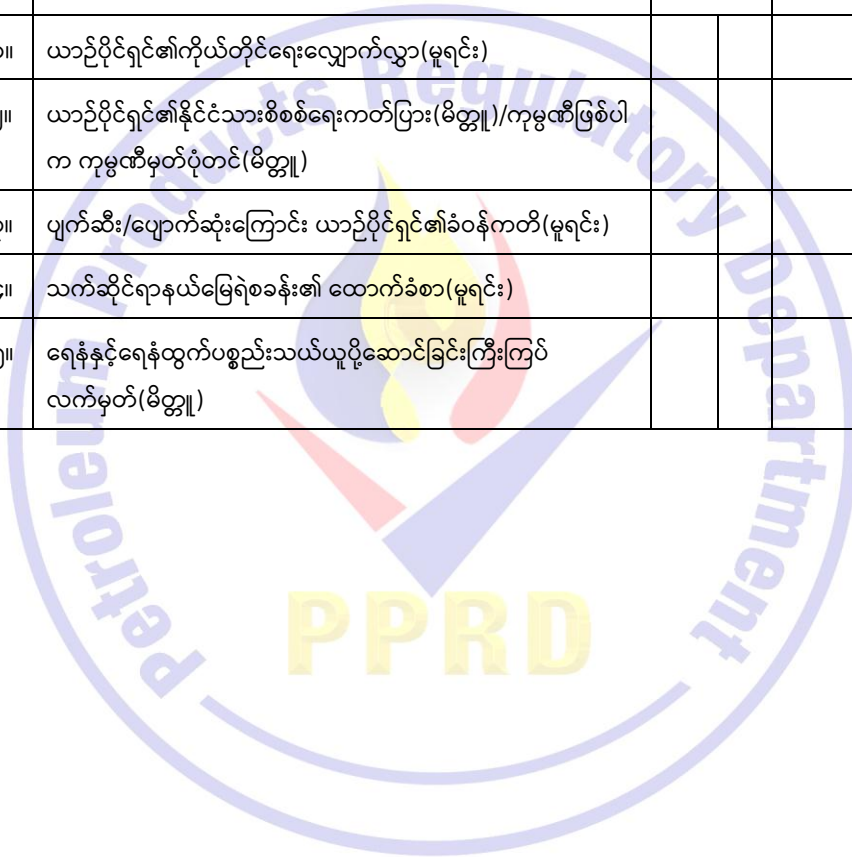 ယာဉ်ပိုင်ရှင်၏ကိုယ်တိုင်ရေးလျှောက်လွှာ(မူရင်း)
ယာဉ်ပိုင်ရှင်၏နိုင်ငံသားစိစစ်ရေးကတ်ပြား(မိတ္တူ)/ကုမ္ပဏီဖြစ်ပါ
က ကုမ္ပဏီမှတ်ပုံတင်(မိတ္တူ)
ပျက်ဆီး/ပျောက်ဆုံးကြောင်း ယာဉ်ပိုင်ရှင်၏ခံဝန်ကတိ(မူရင်း)
၄။ သက်ဆိုင်ရာနယ်မြေရဲစခန်း၏ ထောက်ခံစာ(မူရင်း)
၅။ ရေနံနှင့်ရေနံထွက်ပစ္စည်းသယ်ယူပို့ဆောင်ခြင်းကြီးကြပ်
လက်မှတ်(မိတ္တူ)
Petroleum Products Regulatory Department
PPRD